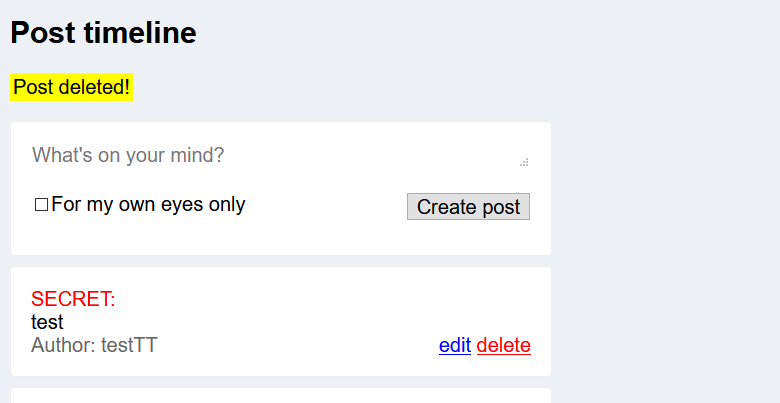 Post timeline
Post deleted!
What's on your mind?
For my own eyes only
Create post
SECRET:
test
Author: testTT
edit delete